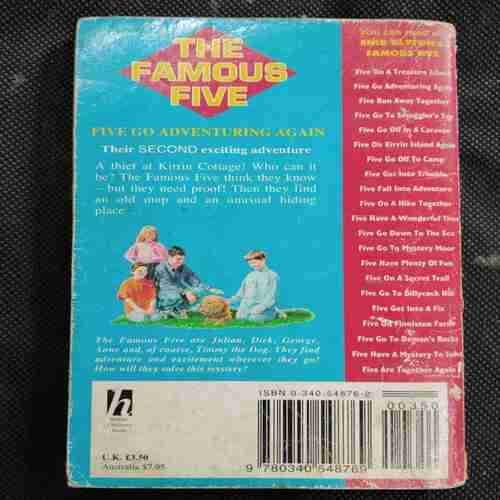 THE
FAMOUS
FIVE
FIVE GO ADVENTURING AGAIN
Their SECOND exciting adventure
A thief at Kirrin Cottage! Who can it
be? The Famous Five think they know
– but they need proof! Then they find
an old map and an unusual hiding
place
The Famous Five are Julian, Dick, George,
Anne and, of course, Timmy the Dog. They find
adventure and excitement wherever they go!
How will they solve this mystery?
h
Hodder
Children's
Books
U.K. £3.50
Australia $7.95
ISBN 0-340-54876-2
00350
9 780340 548769
FAMOUS FIVE
Five On A Treasure Island
Five Go Adventuring Again
Five Run Away Together
Five Go To Smuggler's Top
Five Go Off In A Caravan
Five On Kirrin Island Again
Five Go Off To Camp
Five Get Into Trouble
Five Fall Into Adventure
Five On A Hike Together
Five Have A Wonderful Time
Five Go Down To The Sea
Five Go To Mystery Moor
Five Have Plenty Of Fun
Five On A Secret Trail
Five Go To Billycock Hill
Five Get Into A Fix
Five On Finniston Farm
Five Go To Demon's Rocks
Five Have A Mystery To Solve
Five Are Together Again